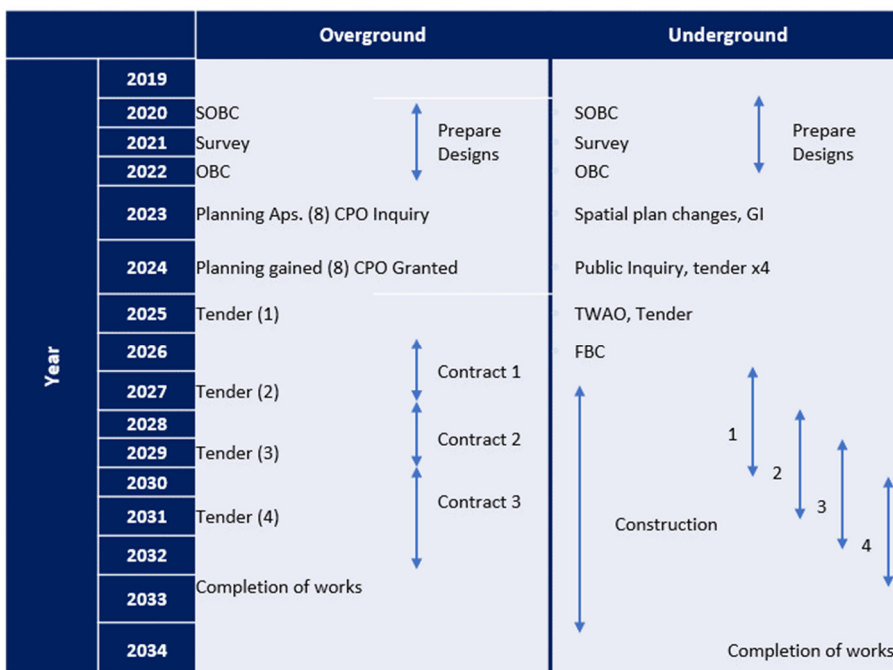 Overground Underground
Year
2019
2020 SOBC SOBC
Prepare Designs Prepare Designs
2021 Survey Survey
2022 OBC OBC
2023 Planning Aps. (8) CPO Inquiry Spatial plan changes, GI
2024 Planning gained (8) CPO Granted Public Inquiry, tender x4
2025 Tender (1) TWAO, Tender
2026 FBC
Contract 1
2027 Tender (2)
2028
Contract 2 1
2029 Tender (3)
2030 2
Contract 3 3
2031 Tender (4) Construction
2032 4
Completion of works
2033
2034 Completion of works